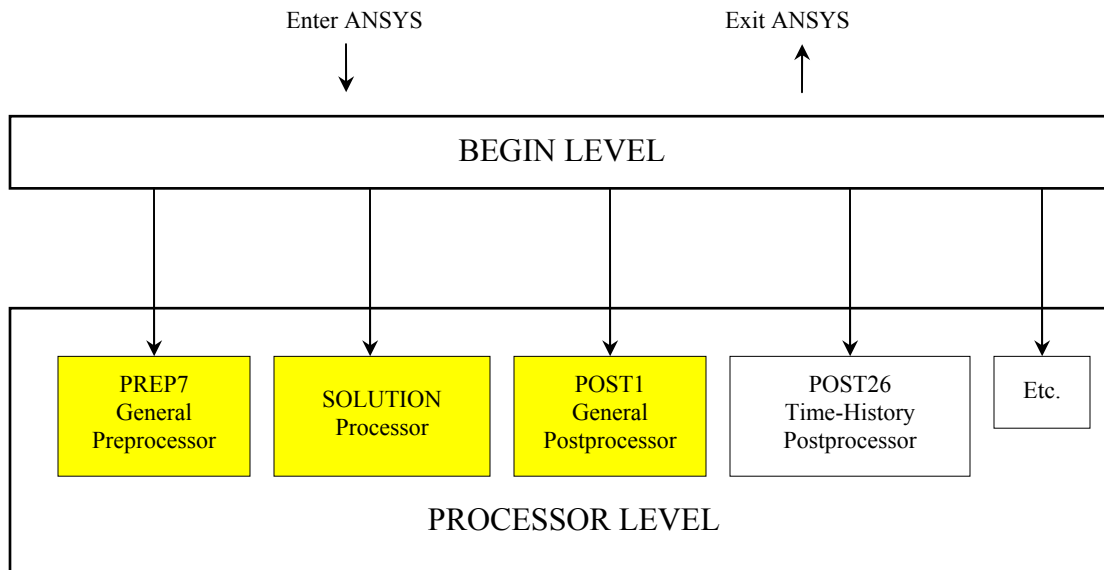 Enter ANSYS
Exit ANSYS
BEGIN LEVEL
PREP7
General
Preprocessor
SOLUTION
Processor
POST1
General
Postprocessor
POST26
Time-History
Postprocessor
Etc.
PROCESSOR LEVEL